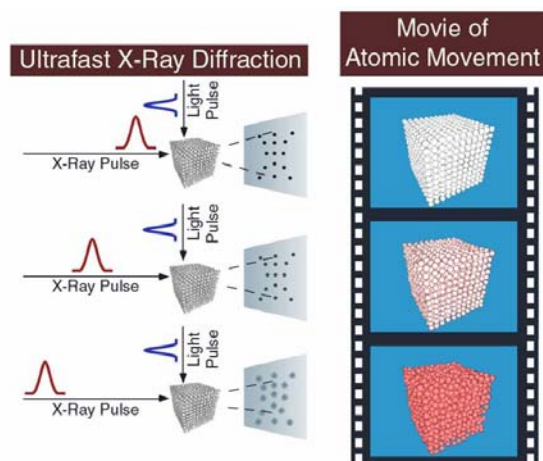 Ultrafast X-Ray Diffraction
Light
Pulse
X-Ray Pulse
Light
Pulse
X-Ray Pulse
Light
Pulse
X-Ray Pulse
Movie of
Atomic Movement